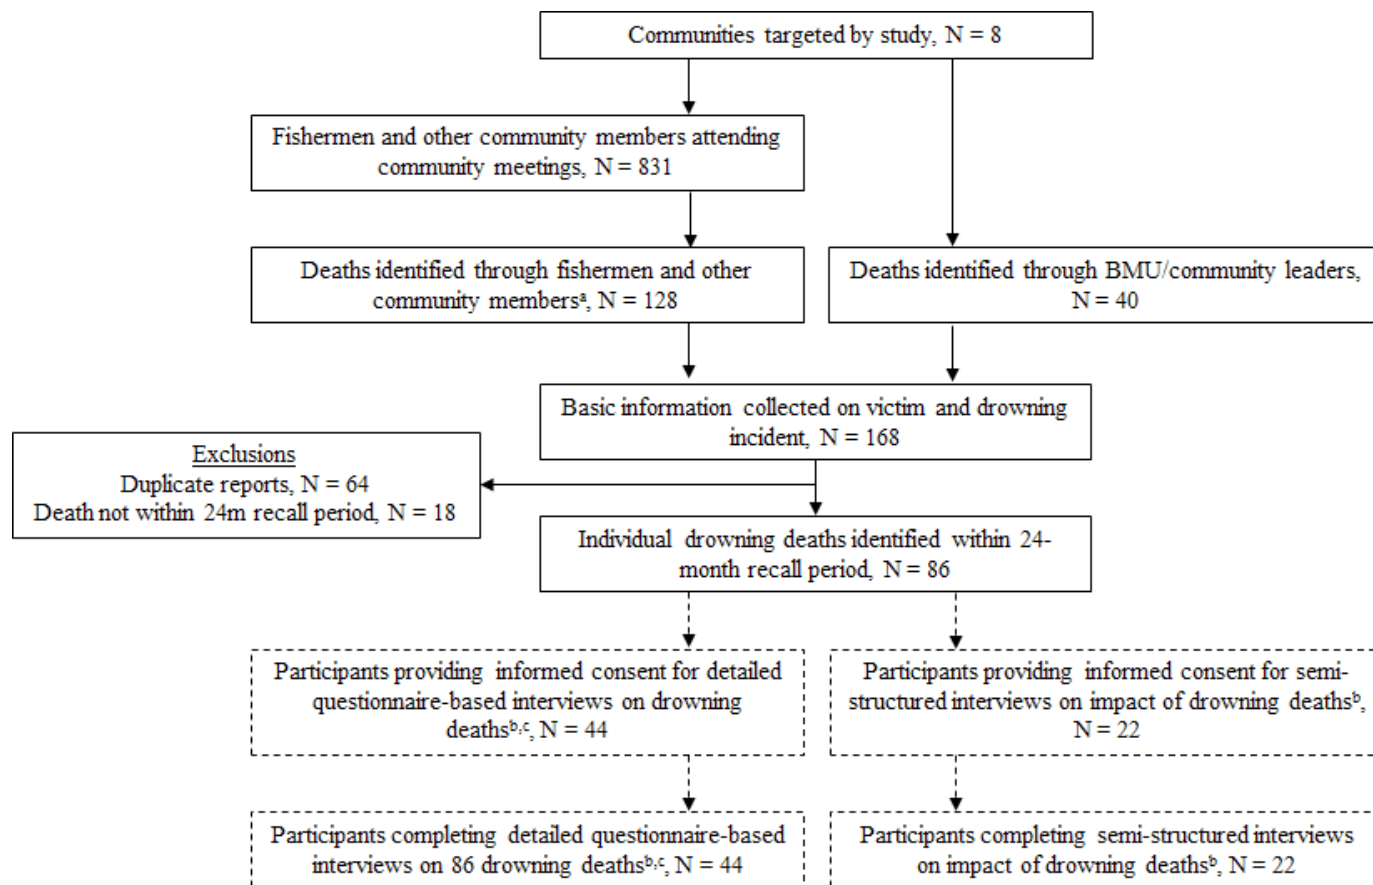 Communities targeted by study, N = 8
Fishermen and other community members attending
community meetings, N = 831
Deaths identified through fishermen and other
community membersᵃ, N = 128
Deaths identified through BMU/community leaders,
N = 40
Basic information collected on victim and drowning
incident, N = 168
Exclusions
Duplicate reports, N = 64
Death not within 24m recall period, N = 18
Individual drowning deaths identified within 24-
month recall period, N = 86
Participants providing informed consent for detailed
questionnaire-based interviews on drowning
deathsᵇ,ᶜ, N = 44
Participants providing informed consent for semi-
structured interviews on impact of drowning deathsᵇ,
N = 22
Participants completing detailed questionnaire-based
interviews on 86 drowning deathsᵇ,ᶜ, N = 44
Participants completing semi-structured interviews
on impact of drowning deathsᵇ, N = 22